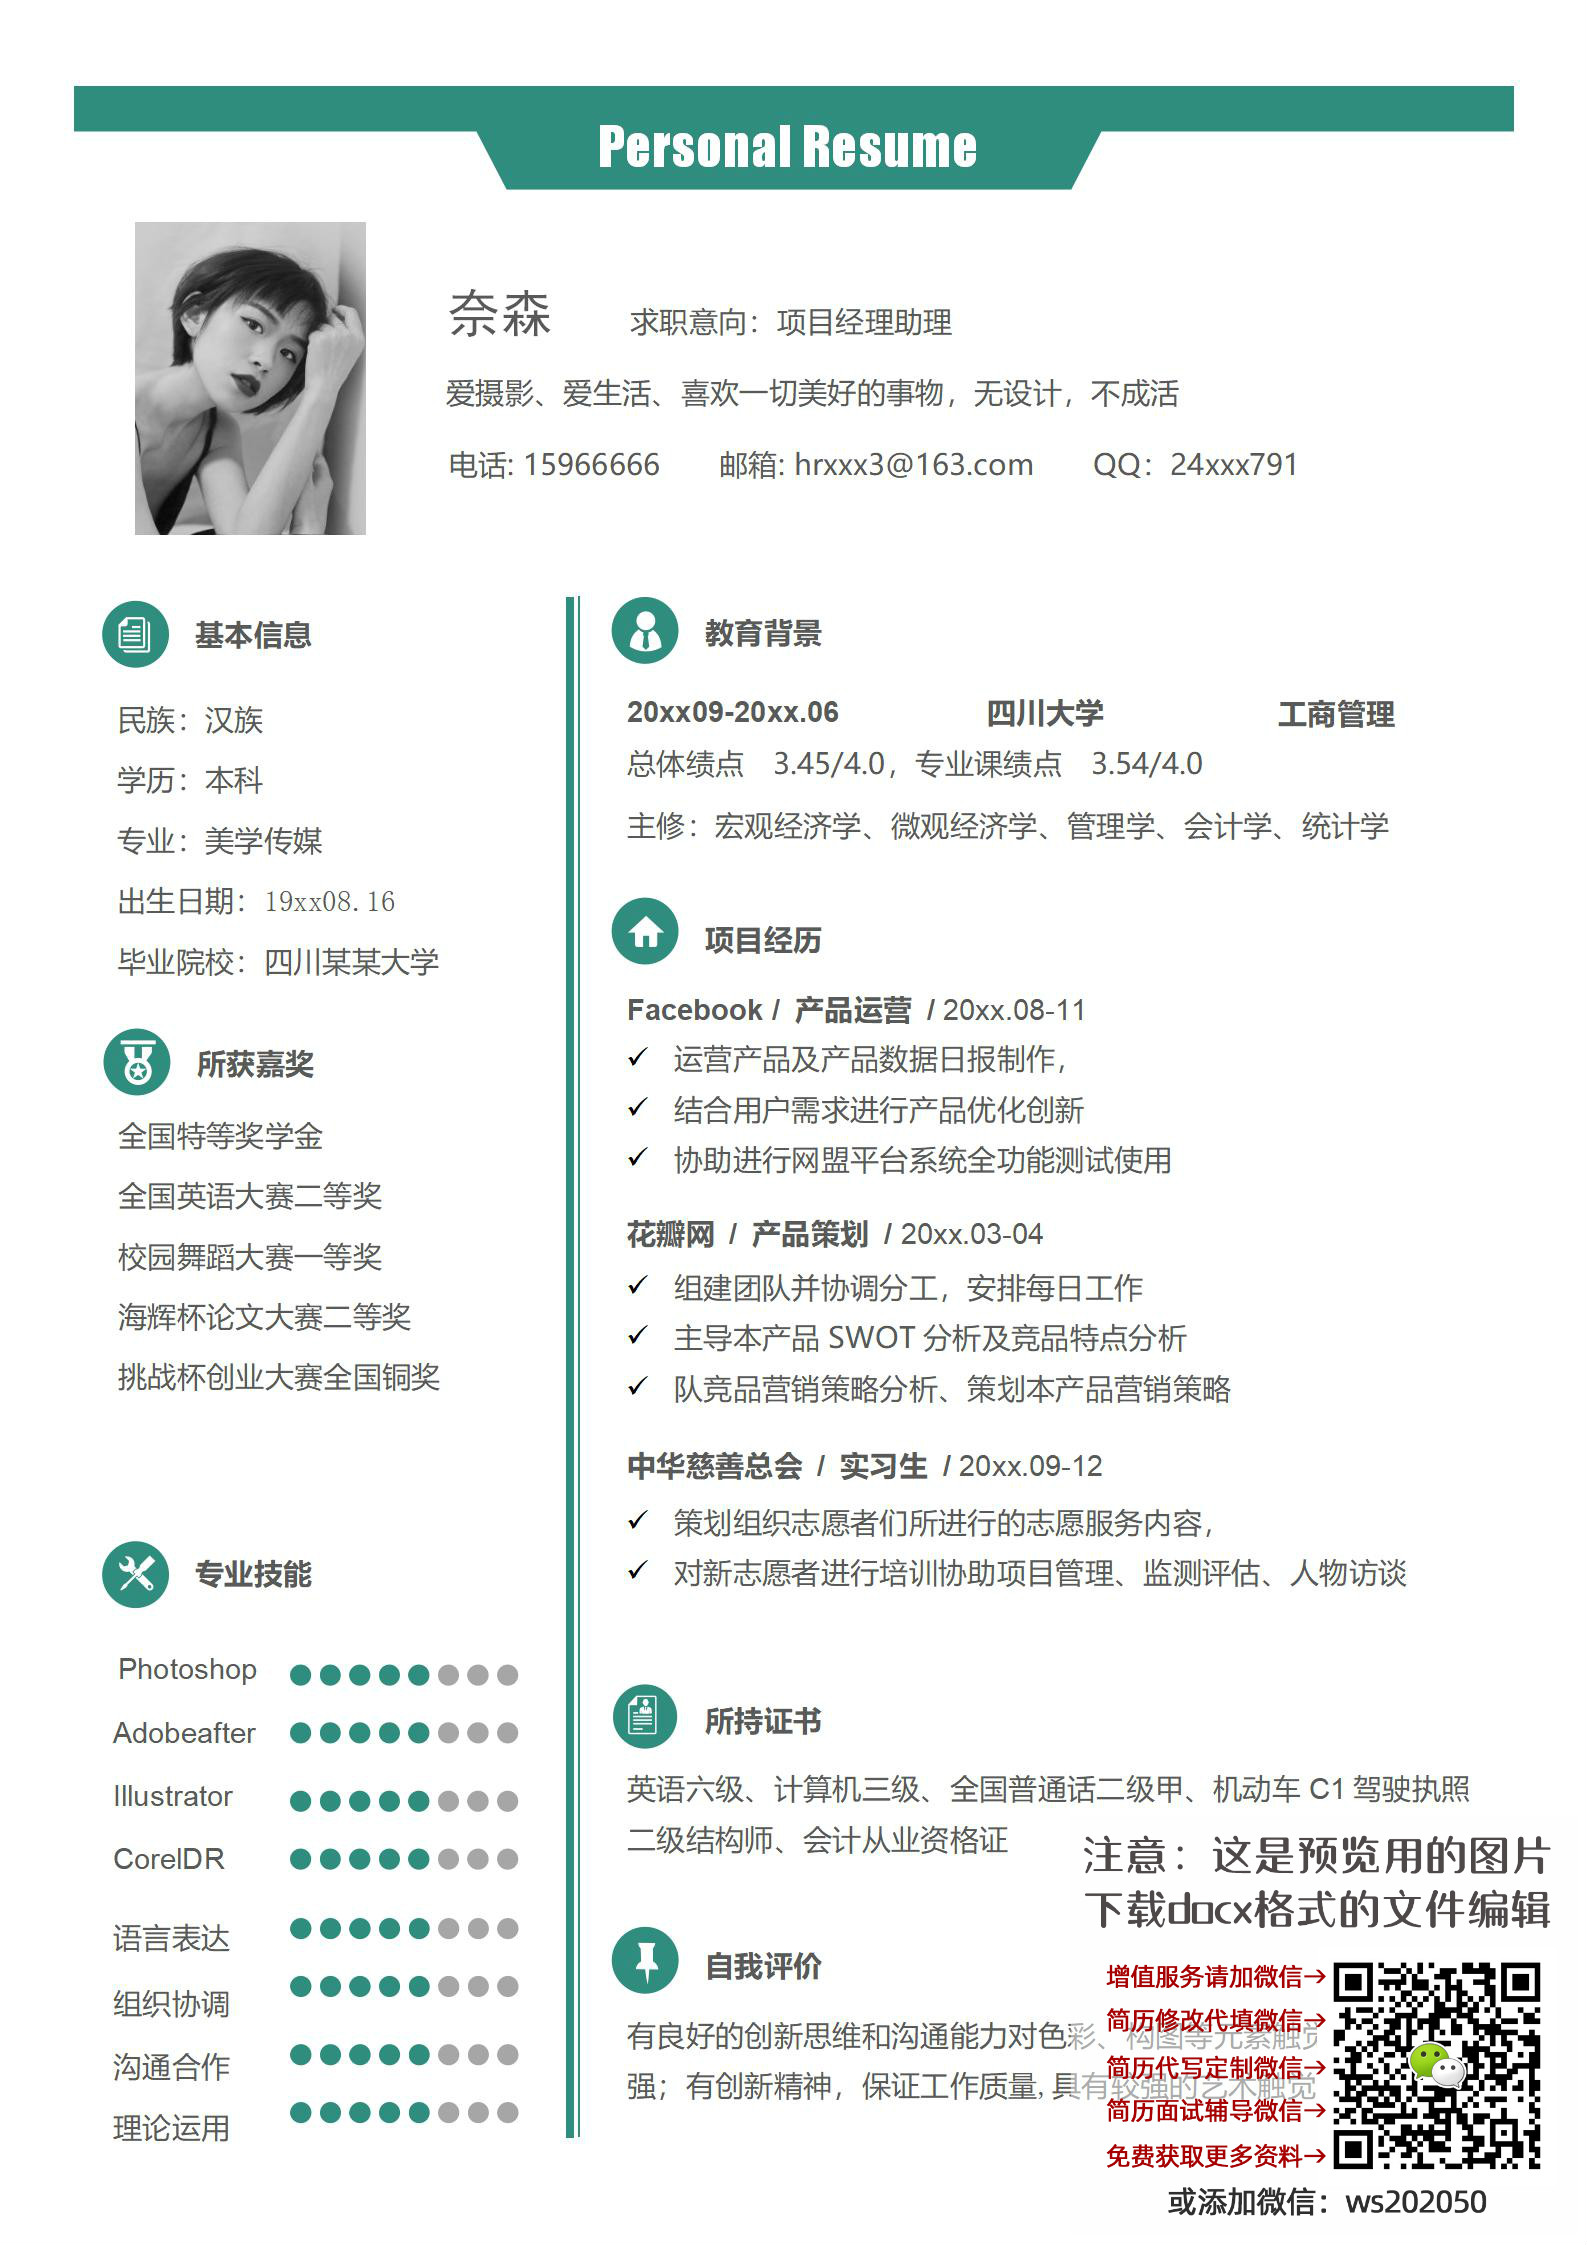 Personal Resume
奈森 求职意向：项目经理助理
爱摄影、爱生活、喜欢一切美好的事物，无设计，不成活
电话: 15966666 邮箱: hrxxx3@163.com QQ：24xxx791
基本信息
民族：汉族
学历：本科
专业：美学传媒
出生日期：19xx08.16
毕业院校：四川某某大学
所获嘉奖
全国特等奖学金
全国英语大赛二等奖
校园舞蹈大赛一等奖
海辉杯论文大赛二等奖
挑战杯创业大赛全国铜奖
专业技能
Photoshop
Adobeafter
Illustrator
CorelDR
语言表达
组织协调
沟通合作
理论运用
教育背景
20xx09-20xx.06 四川大学 工商管理
总体绩点 3.45/4.0，专业课绩点 3.54/4.0
主修：宏观经济学、微观经济学、管理学、会计学、统计学
项目经历
Facebook / 产品运营 / 20xx.08-11
✓ 运营产品及产品数据日报制作，
✓ 结合用户需求进行产品优化创新
✓ 协助进行网盟平台系统全功能测试使用
花瓣网 / 产品策划 / 20xx.03-04
✓ 组建团队并协调分工，安排每日工作
✓ 主导本产品 SWOT 分析及竞品特点分析
✓ 队竞品营销策略分析、策划本产品营销策略
中华慈善总会 / 实习生 / 20xx.09-12
✓ 策划组织志愿者们所进行的志愿服务内容，
✓ 对新志愿者进行培训协助项目管理、监测评估、人物访谈
所持证书
英语六级、计算机三级、全国普通话二级甲、机动车 C1 驾驶执照
二级结构师、会计从业资格证
自我评价
有良好的创新思维和沟通能力对色彩、构图等元素触觉
强；有创新精神，保证工作质量，具有较强的艺术触觉
注意：这是预览用的图片
下载docx格式的文件编辑
增值服务请加微信→
简历修改代填微信→
简历代写定制微信→
简历面试辅导微信→
免费获取更多资料→
或添加微信：ws202050